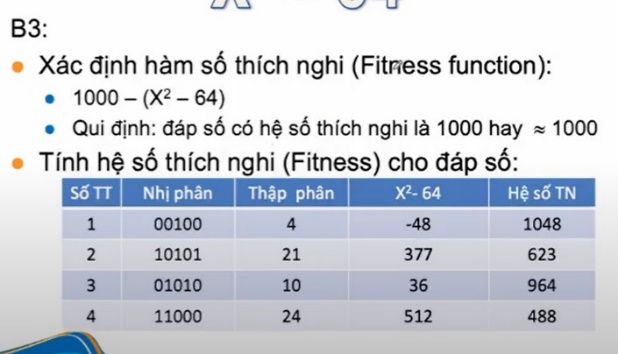 B3:
Xác định hàm số thích nghi (Fitness function):
1000 – (X² – 64)
Qui định: đáp số có hệ số thích nghi là 1000 hay ≈ 1000
Tính hệ số thích nghi (Fitness) cho đáp số:
Số TT Nhị phân Thập phân X²- 64 Hệ số TN
1 00100 4 -48 1048
2 10101 21 377 623
3 01010 10 36 964
4 11000 24 512 488